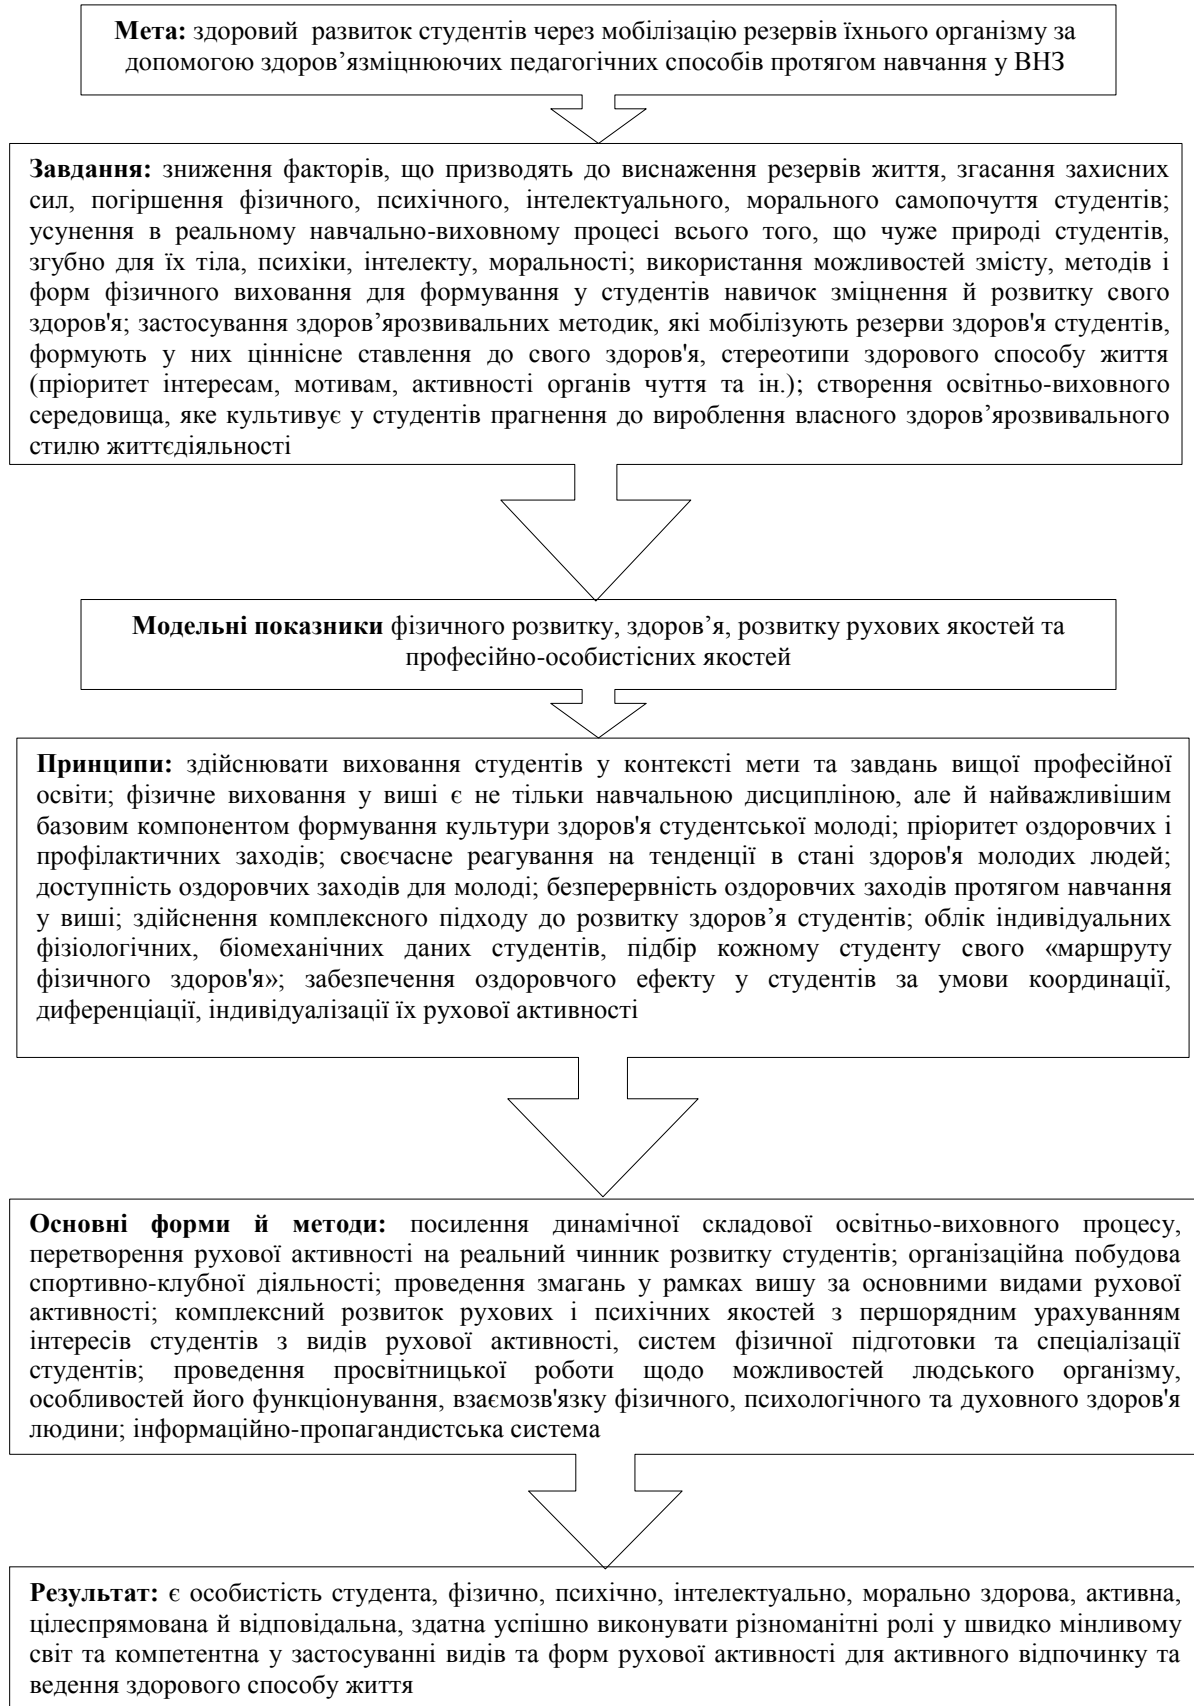 Мета: здоровий розвиток студентів через мобілізацію резервів їхнього організму за
допомогою здоров’язміцнюючих педагогічних способів протягом навчання у ВНЗ
Завдання: зниження факторів, що призводять до виснаження резервів життя, згасання захисних
сил, погіршення фізичного, психічного, інтелектуального, морального самопочуття студентів;
усунення в реальному навчально-виховному процесі всього того, що чуже природі студентів,
згубно для їх тіла, психіки, інтелекту, моральності; використання можливостей змісту, методів і
форм фізичного виховання для формування у студентів навичок зміцнення й розвитку свого
здоров'я; застосування здоров’ярозвивальних методик, які мобілізують резерви здоров'я студентів,
формують у них ціннісне ставлення до свого здоров'я, стереотипи здорового способу життя
(пріоритет інтересам, мотивам, активності органів чуття та ін.); створення освітньо-виховного
середовища, яке культивує у студентів прагнення до вироблення власного здоров’ярозвивального
стилю життєдіяльності
Модельні показники фізичного розвитку, здоров’я, розвитку рухових якостей та
професійно-особистісних якостей
Принципи: здійснювати виховання студентів у контексті мети та завдань вищої професійної
освіти; фізичне виховання у виші є не тільки навчальною дисципліною, але й найважливішим
базовим компонентом формування культури здоров'я студентської молоді; пріоритет оздоровчих і
профілактичних заходів; своєчасне реагування на тенденції в стані здоров'я молодих людей;
доступність оздоровчих заходів для молоді; безперервність оздоровчих заходів протягом навчання
у виші; здійснення комплексного підходу до розвитку здоров’я студентів; облік індивідуальних
фізіологічних, біомеханічних даних студентів, підбір кожному студенту свого «маршруту
фізичного здоров'я»; забезпечення оздоровчого ефекту у студентів за умови координації,
диференціації, індивідуалізації їх рухової активності
Основні форми й методи: посилення динамічної складової освітньо-виховного процесу,
перетворення рухової активності на реальний чинник розвитку студентів; організаційна побудова
спортивно-клубної діяльності; проведення змагань у рамках вишу за основними видами рухової
активності; комплексний розвиток рухових і психічних якостей з першорядним урахуванням
інтересів студентів з видів рухової активності, систем фізичної підготовки та спеціалізації
студентів; проведення просвітницької роботи щодо можливостей людського організму,
особливостей його функціонування, взаємозв'язку фізичного, психологічного та духовного здоров'я
людини; інформаційно-пропагандистська система
Результат: є особистість студента, фізично, психічно, інтелектуально, морально здорова, активна,
цілеспрямована й відповідальна, здатна успішно виконувати різноманітні ролі у швидко мінливому
світ та компетентна у застосуванні видів та форм рухової активності для активного відпочинку та
ведення здорового способу життя